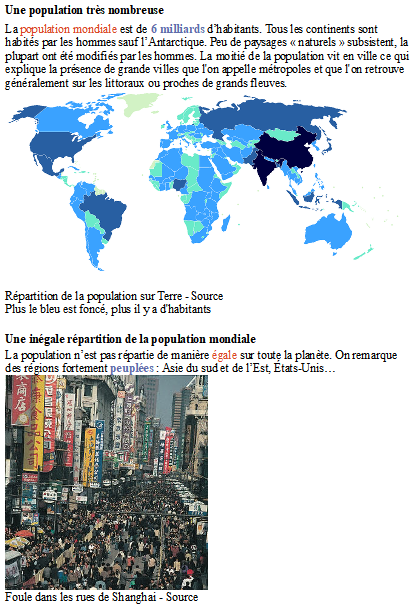 Une population très nombreuse
La population mondiale est de 6 milliards d'habitants. Tous les continents sont
habités par les hommes sauf l'Antarctique. Peu de paysages « naturels » subsistent, la
plupart ont été modifiés par les hommes. La moitié de la population vit en ville ce qui
explique la présence de grande villes que l'on appelle métropoles et que l'on retrouve
généralement sur les littoraux ou proches de grands fleuves.
Répartition de la population sur Terre - Source
Plus le bleu est foncé, plus il y a d'habitants
Une inégale répartition de la population mondiale
La population n'est pas répartie de manière égale sur toute la planète. On remarque
des régions fortement peuplées : Asie du sud et de l'Est, États-Unis…
Foule dans les rues de Shanghai - Source